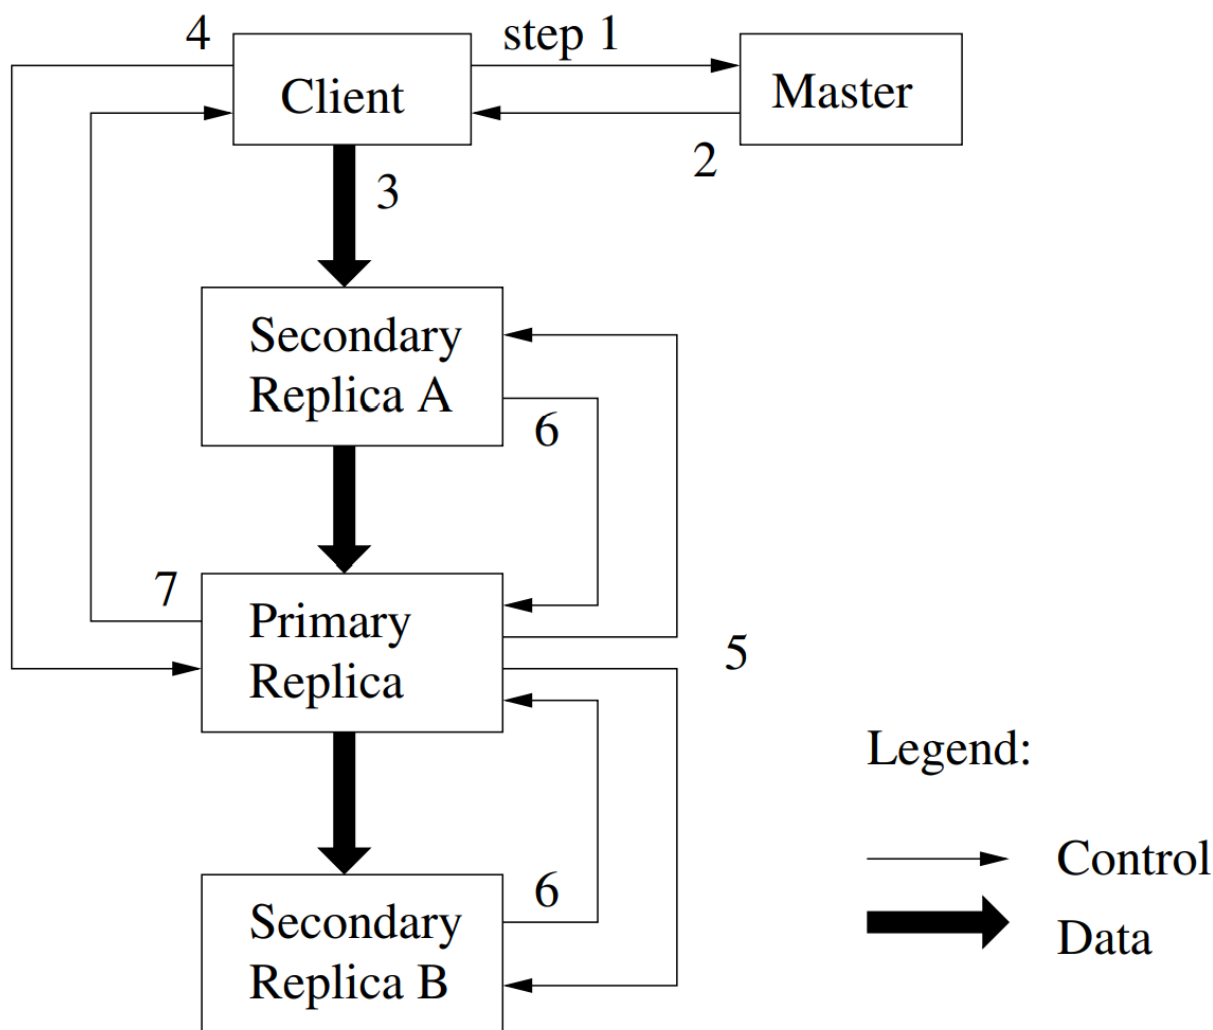 4
step 1
Client
Master
2
3
Secondary
Replica A
6
7
Primary
Replica
5
Legend:
Control
Data
6
Secondary
Replica B